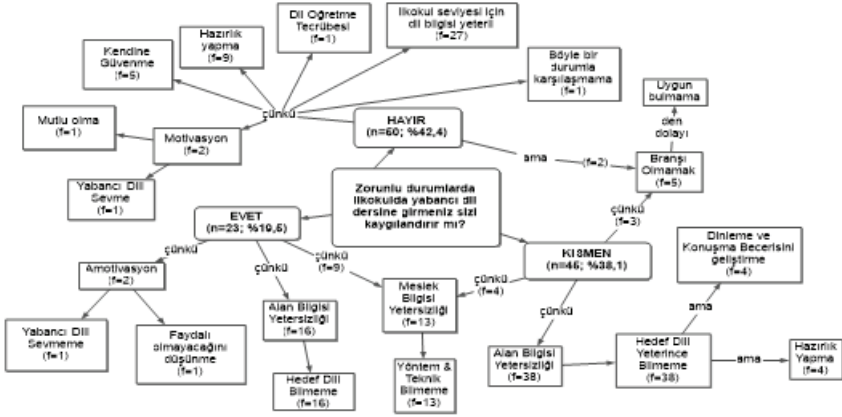 Kendine
Güvenme
(f=5)
Hazırlık
yapma
(f=9)
Dil Öğretme
Tecrübesi
(f=1)
İlkokul seviyesi için
dil bilgisi yeterli
(f=27)
Böyle bir
durumla
karşılaşmama
(f=1)
Uygun
bulmama
den
dolayı
çünkü
HAYIR
(n=50; %42,4)
Mutlu olma
(f=1)
Motivasyon
(f=2)
Yabancı Dili
Sevme
(f=1)
ama
(f=2)
Branşı
Olmamak
(f=5)
Zorunlu durumlarda
ilkokulda yabancı dil
dersine girmeniz sizi
kaygılandırır mı?
EVET
(n=23; %19,5)
çünkü
(f=3)
KISMEN
(n=45; %38,1)
Dinleme ve
Konuşma Becerisini
geliştirme
(f=4)
çünkü
Amotivasyon
(f=2)
çünkü
çünkü
(f=9)
çünkü
(f=4)
çünkü
ama
Yabancı Dili
Sevmeme
(f=1)
Faydalı
olmayacağını
düşünme
(f=1)
Alan Bilgisi
Yetersizliği
(f=16)
Hedef Dili
Bilmeme
(f=16)
Meslek
Bilgisi
Yetersizliği
(f=13)
Yöntem &
Teknik
Bilmeme
(f=13)
Alan Bilgisi
Yetersizliği
(f=38)
Hedef Dili
Yeterince
Bilmeme
(f=38)
ama
Hazırlık
Yapma
(f=4)